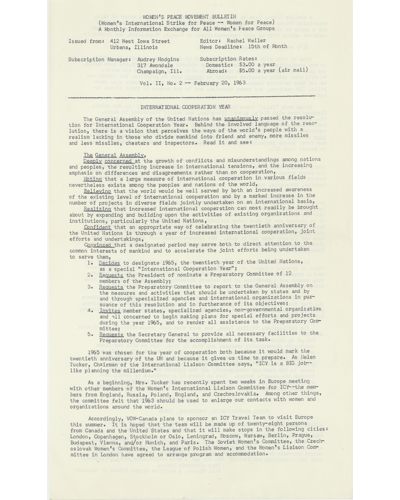 WOMEN'S PEACE MOVEMENT BULLETIN
(Women's International Strike for Peace -- Women for Peace)
A Monthly Information Exchange for All Women's Peace Groups
Issued from: 412 West Iowa Street
Urbana, Illinois
Editor: Rachel Weller
News Deadline: 15th of Month
Subscription Manager: Audrey Hodgins
317 Avondale
Champaign, Ill.
Subscription Rates:
Domestic: $3.00 a year
Abroad: $5.00 a year (air mail)
Vol. II, No. 2 -- February 20, 1963
INTERNATIONAL COOPERATION YEAR
The General Assembly of the United Nations has unanimously passed the resolu-
tion for International Cooperation Year. Behind the involved language of the reso-
lution, there is a vision that perceives the ways of the world's people with a
realism lacking in those who divide mankind into friend and enemy, more missiles
and less missiles, cheaters and inspectors. Read it and see:
The General Assembly,
Deeply concerned at the growth of conflicts and misunderstandings among nations
and peoples, the resulting increase in international tensions, and the increasing
emphasis on differences and disagreements rather than on cooperation,
Noting that a large measure of international cooperation in various fields
nevertheless exists among the peoples and nations of the world,
Believing that the world would be well served by both an increased awareness
of the existing level of international cooperation and by a marked increase in the
number of projects in diverse fields jointly undertaken on an international basis,
Realizing that increased international cooperation can most readily be brought
about by expanding and building upon the activities of existing organizations and
institutions, particularly the United Nations,
Confident that an appropriate way of celebrating the twentieth anniversary of
the United Nations is through a year of increased international cooperation, joint
efforts and undertakings,
Convinced that a designated period may serve both to direct attention to the
common interests of mankind and to accelerate the joint efforts being undertaken
to serve them,
1. Decides to designate 1965, the twentieth year of the United Nations,
as a special "International Cooperation Year";
2. Requests the President of nominate a Preparatory Committee of 12
members of the Assembly;
3. Requests the Preparatory Committee to report to the General Assembly on
the measures and activities that should be undertaken by states and by
and through specialized agencies and international organizations in pur-
suance of this resolution and in furtherance of its objectives;
4. Invites member states, specialized agencies, non-governmental organizatios
and concerned to begin making plans for special efforts and projects
during the year 1965, and to render all assistance to the Preparatory Com-
mittee;
5. Requests the Secretary General to provide all necessary facilities to the
Preparatory Committee for the accomplishment of its task.
1965 was chosen for the year of cooperation both because it would mark the
twentieth anniversary of the UN and because it gives us time to prepare. As Helen
Tucker, Chairman of the International Liaison Committee says, "ICY is a BIG job--
like planning the millenium."
As a beginning, Mrs. Tucker has recently spent two weeks in Europe meeting
with other members of the Women's International Liaison Committee for ICY--the mem-
bers from England, Russia, Poland, England, and Czechoslovakia. Among other things,
the committee felt that 1963 should be used to enlarge our contacts with women and
organizations around the world.
Accordingly, VOW-Canada plans to sponsor an ICY Travel Team to visit Europe
this summer. It is hoped that the team will be made up of twenty-eight persons
from Canada and the United States and that it will make stops in the following cities:
London, Copenhagen, Stockholm or Oslo, Leningrad, Moscow, Warsaw, Berlin, Prague,
Budapest, Vienna, and/or Munich, and Paris. The Soviet Women's Committee, the Czech-
oslovak Women's Committee, the League of Polish Women, and the Women's Liaison Com-
mittee in London have agreed to arrange program and accommodation.